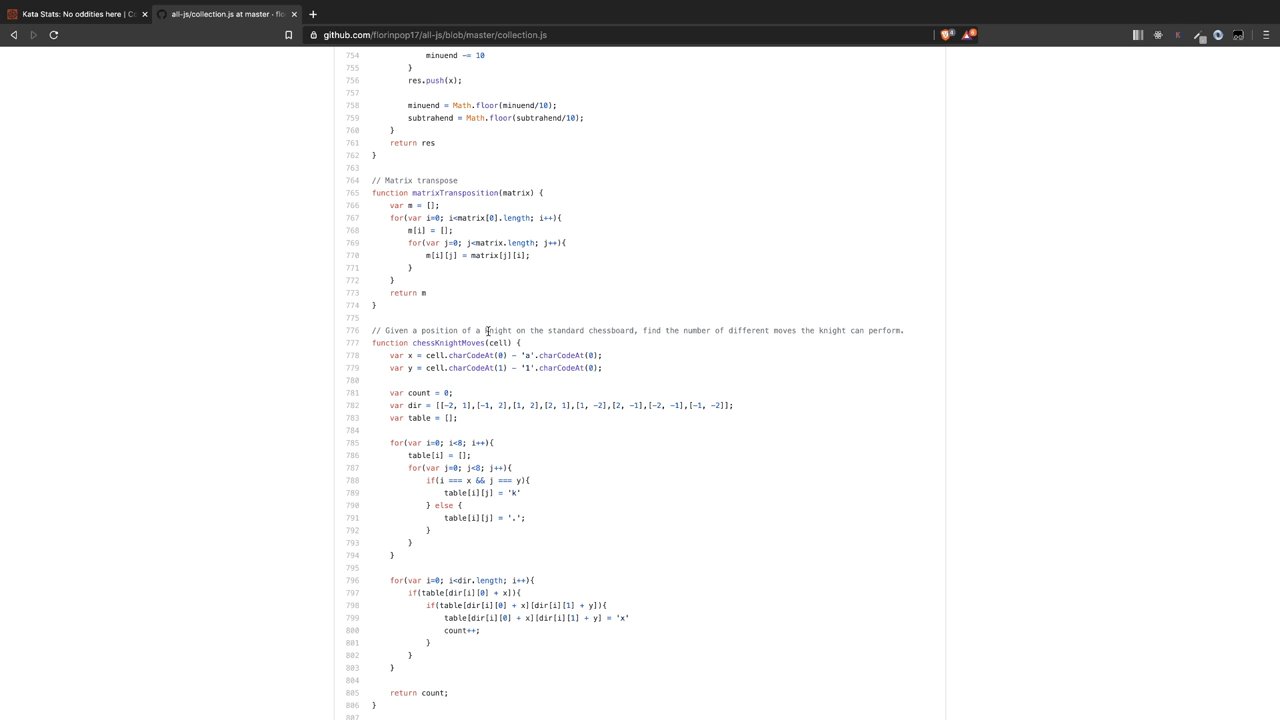 Kata Stats: No oddities here | Co
all-js/collection.js at master · flo
github.com/florinpop17/all-js/blob/master/collection.js
754 minuend -= 10
755 }
756 res.push(x);
757
758 minuend = Math.floor(minuend/10);
759 subtrahend = Math.floor(subtrahend/10);
760 }
761 return res
762 }
763
764 // Matrix transpose
765 function matrixTransposition(matrix) {
766 var m = [];
767 for(var i=0; i<matrix[0].length; i++){
768 m[i] = [];
769 for(var j=0; j<matrix.length; j++){
770 m[i][j] = matrix[j][i];
771 }
772 }
773 return m
774 }
775
776 // Given a position of a knight on the standard chessboard, find the number of different moves the knight can perform.
777 function chessKnightMoves(cell) {
778 var x = cell.charCodeAt(0) - 'a'.charCodeAt(0);
779 var y = cell.charCodeAt(1) - '1'.charCodeAt(0);
780
781 var count = 0;
782 var dir = [[-2, 1],[-1, 2],[1, 2],[2, 1],[1, -2],[2, -1],[-2, -1],[-1, -2]];
783 var table = [];
784
785 for(var i=0; i<8; i++){
786 table[i] = [];
787 for(var j=0; j<8; j++){
788 if(i === x && j === y){
789 table[i][j] = 'k'
790 } else {
791 table[i][j] = '.';
792 }
793 }
794 }
795
796 for(var i=0; i<dir.length; i++){
797 if(table[dir[i][0] + x]){
798 if(table[dir[i][0] + x][dir[i][1] + y]){
799 table[dir[i][0] + x][dir[i][1] + y] = 'x'
800 count++;
801 }
802 }
803 }
804
805 return count;
806 }
807